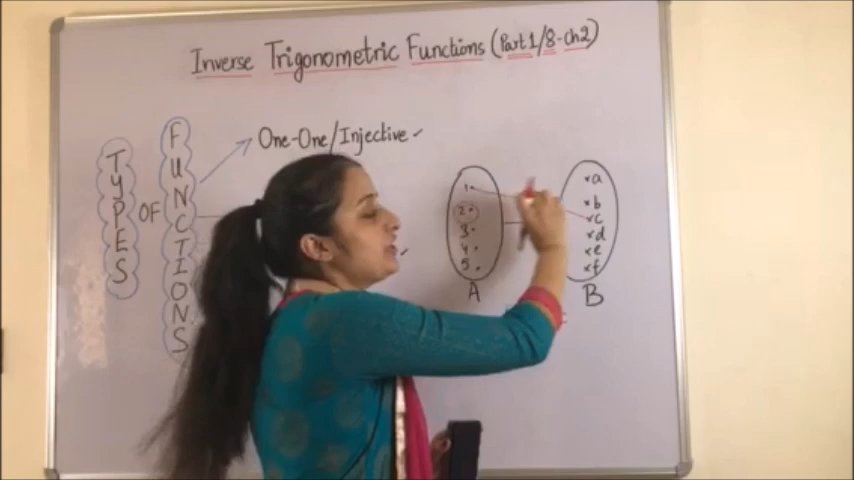 Inverse Trigonometric Functions (Part 1/8-ch2)
TYPES
OF
FUNCTIONS
One-One/Injective ✓
1
2
3
4
5
A
a
b
c
d
e
f
B